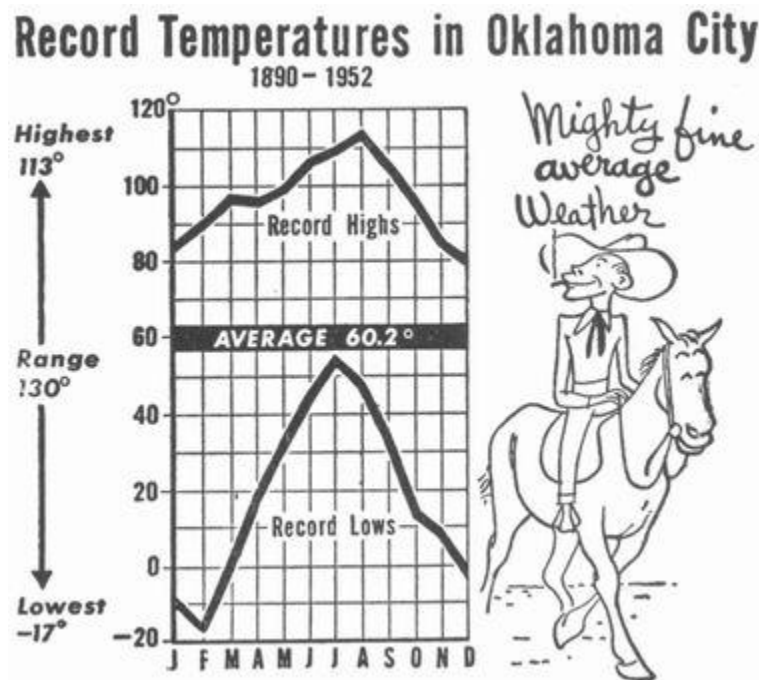 Record Temperatures in Oklahoma City
1890-1952
Highest
113°
Range
130°
Lowest
-17°
120°
100
80
60
40
20
0
-20
Record Highs
AVERAGE 60.2°
Record Lows
J F M A M J J A S O N D
Mighty fine
average
Weather